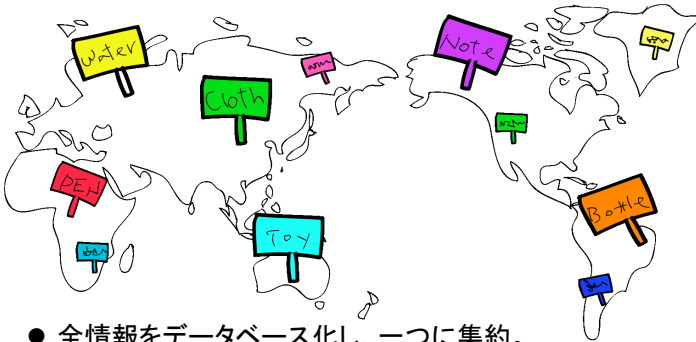 Water
Note
Cloth
PEN
Toy
Bottle
● 全情報をデータベース化し、一つに集約。